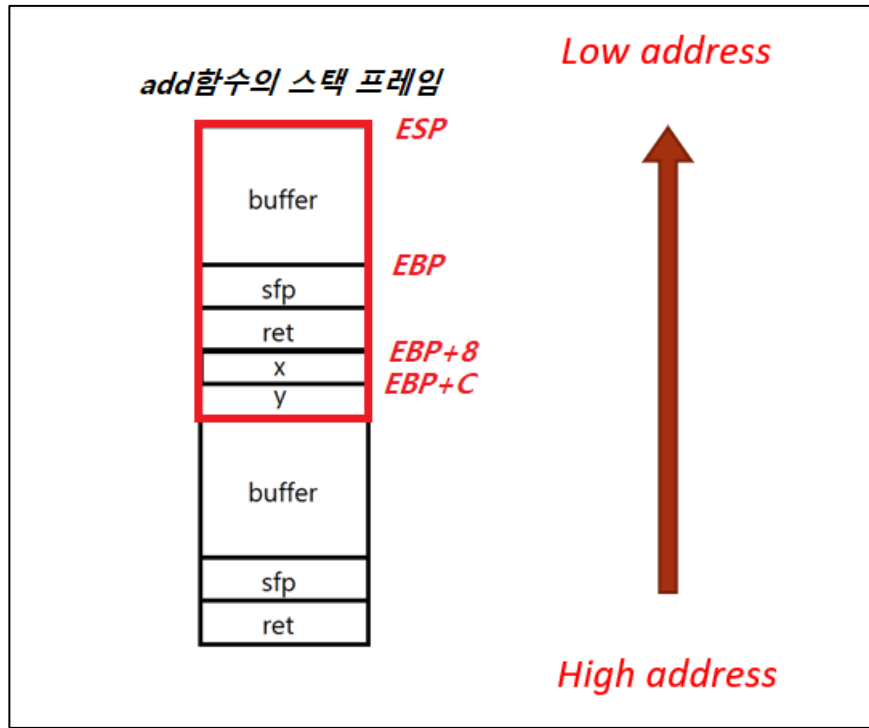 Low address
add함수의 스택 프레임
ESP
buffer
EBP
sfp
ret
EBP+8
x
EBP+C
y
buffer
sfp
ret
High address